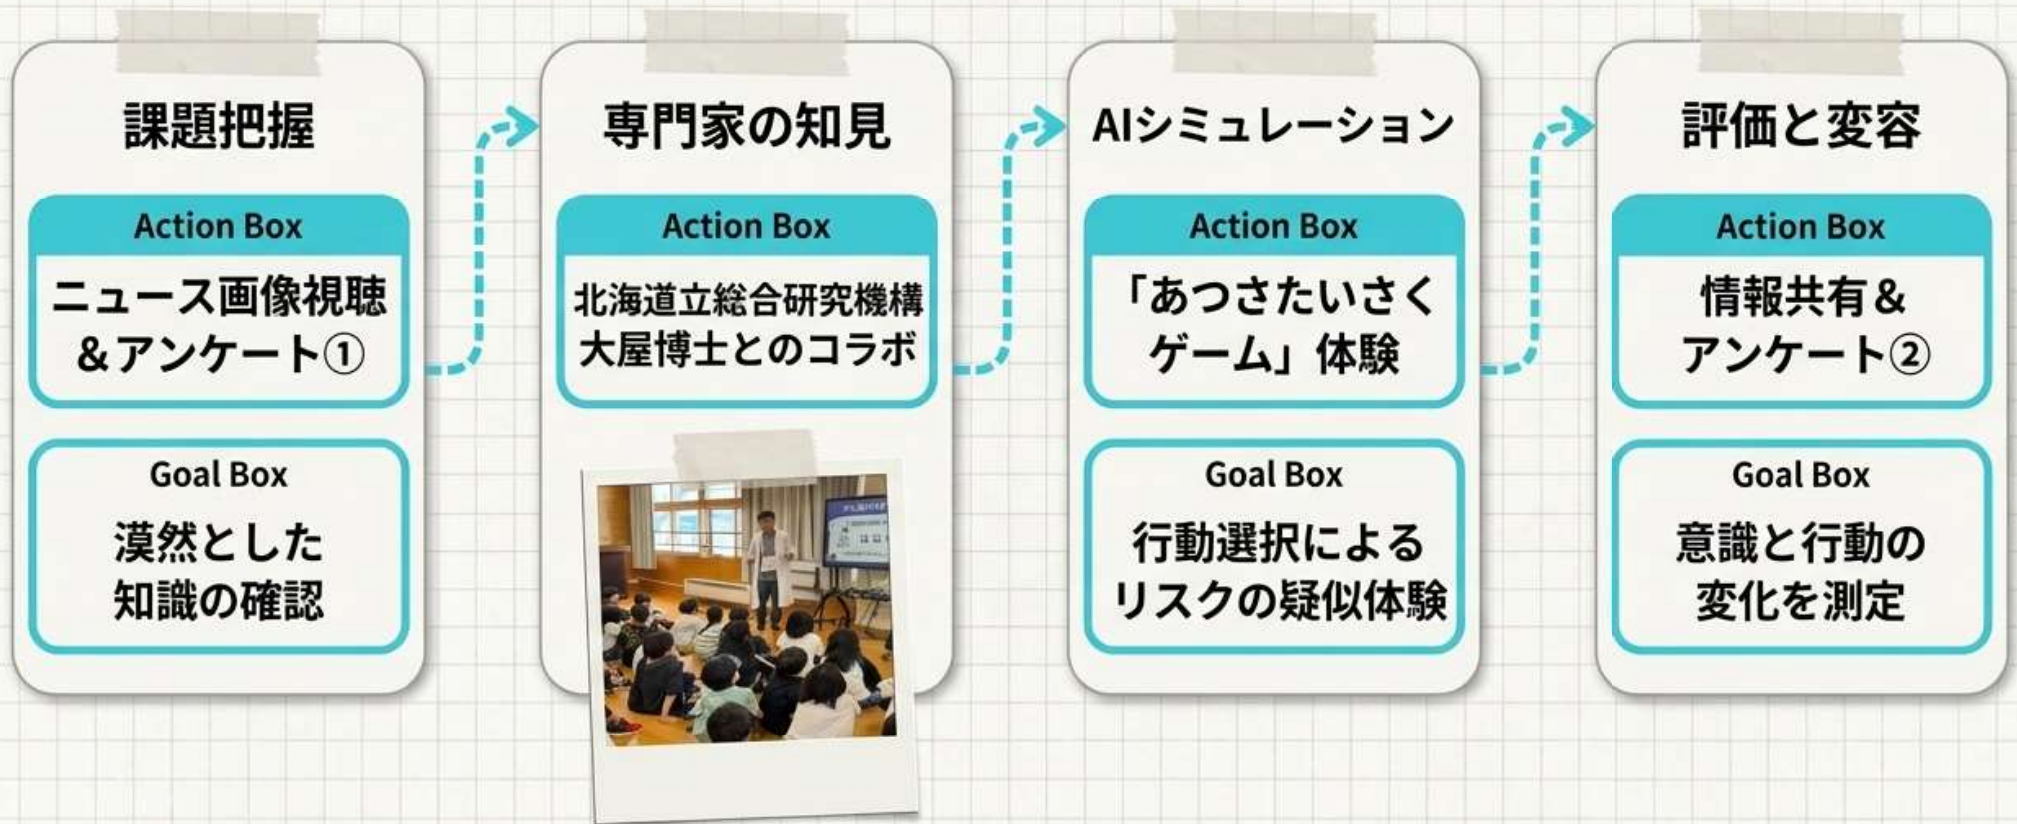 課題把握
Action Box
ニュース画像視聴
＆アンケート①
Goal Box
漠然とした
知識の確認
専門家の知見
Action Box
北海道立総合研究機構
大屋博士とのコラボ
AIシミュレーション
Action Box
「あつさたいさく
ゲーム」体験
Goal Box
行動選択による
リスクの疑似体験
評価と変容
Action Box
情報共有＆
アンケート②
Goal Box
意識と行動の
変化を測定